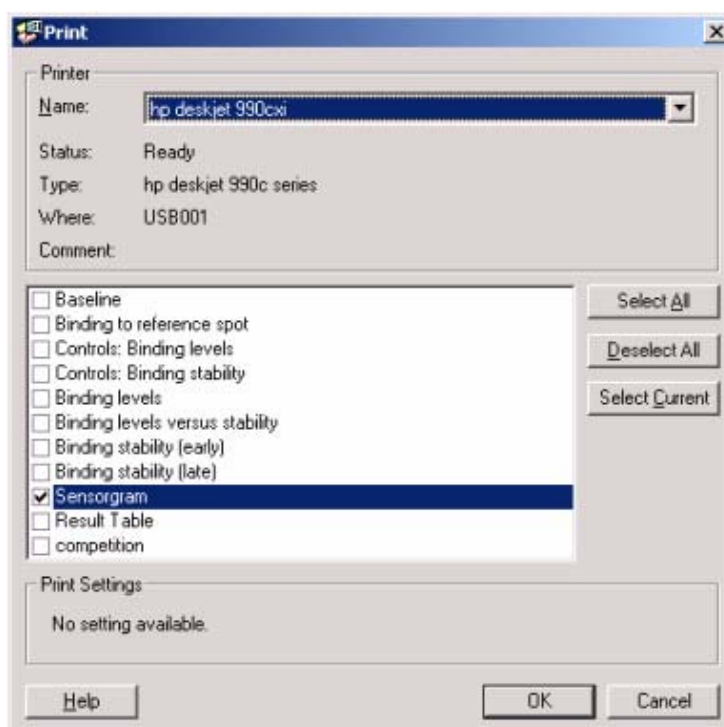 Print
Printer
Name: hp deskjet 990cxi
Status: Ready
Type: hp deskjet 990c series
Where: USB001
Comment:
Baseline
Binding to reference spot
Controls: Binding levels
Controls: Binding stability
Binding levels
Binding levels versus stability
Binding stability (early)
Binding stability (late)
Sensorgram
Result Table
competition
Select All
Deselect All
Select Current
Print Settings
No setting available.
Help OK Cancel